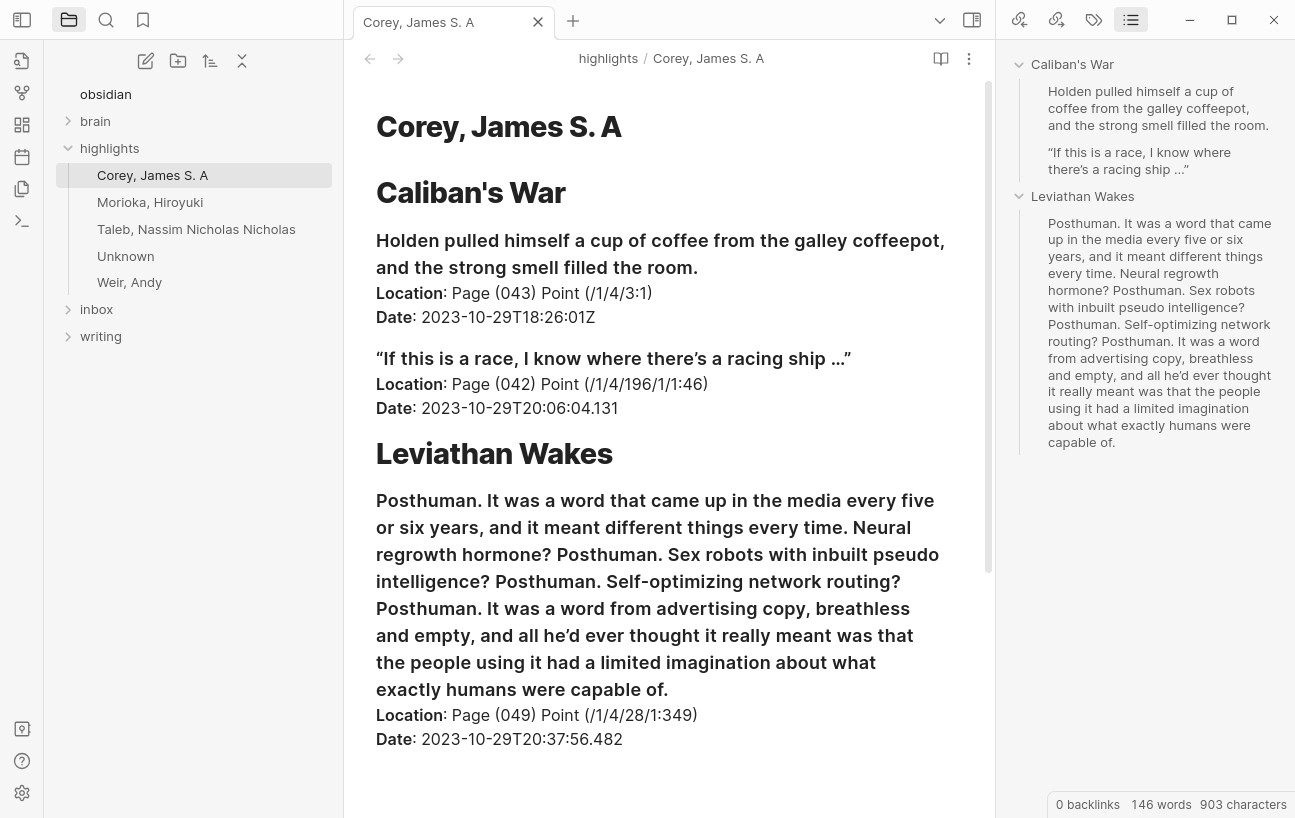 Corey, James S. A
highlights / Corey, James S. A
obsidian
brain
highlights
Corey, James S. A
Morioka, Hiroyuki
Taleb, Nassim Nicholas Nicholas
Unknown
Weir, Andy
inbox
writing
Corey, James S. A
Caliban's War
Holden pulled himself a cup of coffee from the galley coffeepot,
and the strong smell filled the room.
Location: Page (043) Point (/1/4/3:1)
Date: 2023-10-29T18:26:01Z
“If this is a race, I know where there’s a racing ship ...”
Location: Page (042) Point (/1/4/196/1/1:46)
Date: 2023-10-29T20:06:04.131
Leviathan Wakes
Posthuman. It was a word that came up in the media every five
or six years, and it meant different things every time. Neural
regrowth hormone? Posthuman. Sex robots with inbuilt pseudo
intelligence? Posthuman. Self-optimizing network routing?
Posthuman. It was a word from advertising copy, breathless
and empty, and all he’d ever thought it really meant was that
the people using it had a limited imagination about what
exactly humans were capable of.
Location: Page (049) Point (/1/4/28/1:349)
Date: 2023-10-29T20:37:56.482
Caliban's War
Holden pulled himself a cup of
coffee from the galley coffeepot,
and the strong smell filled the room.
“If this is a race, I know where
there’s a racing ship ...”
Leviathan Wakes
Posthuman. It was a word that came
up in the media every five or six
years, and it meant different things
every time. Neural regrowth
hormone? Posthuman. Sex robots
with inbuilt pseudo intelligence?
Posthuman. Self-optimizing network
routing? Posthuman. It was a word
from advertising copy, breathless
and empty, and all he’d ever thought
it really meant was that the people
using it had a limited imagination
about what exactly humans were
capable of.
0 backlinks 146 words 903 characters